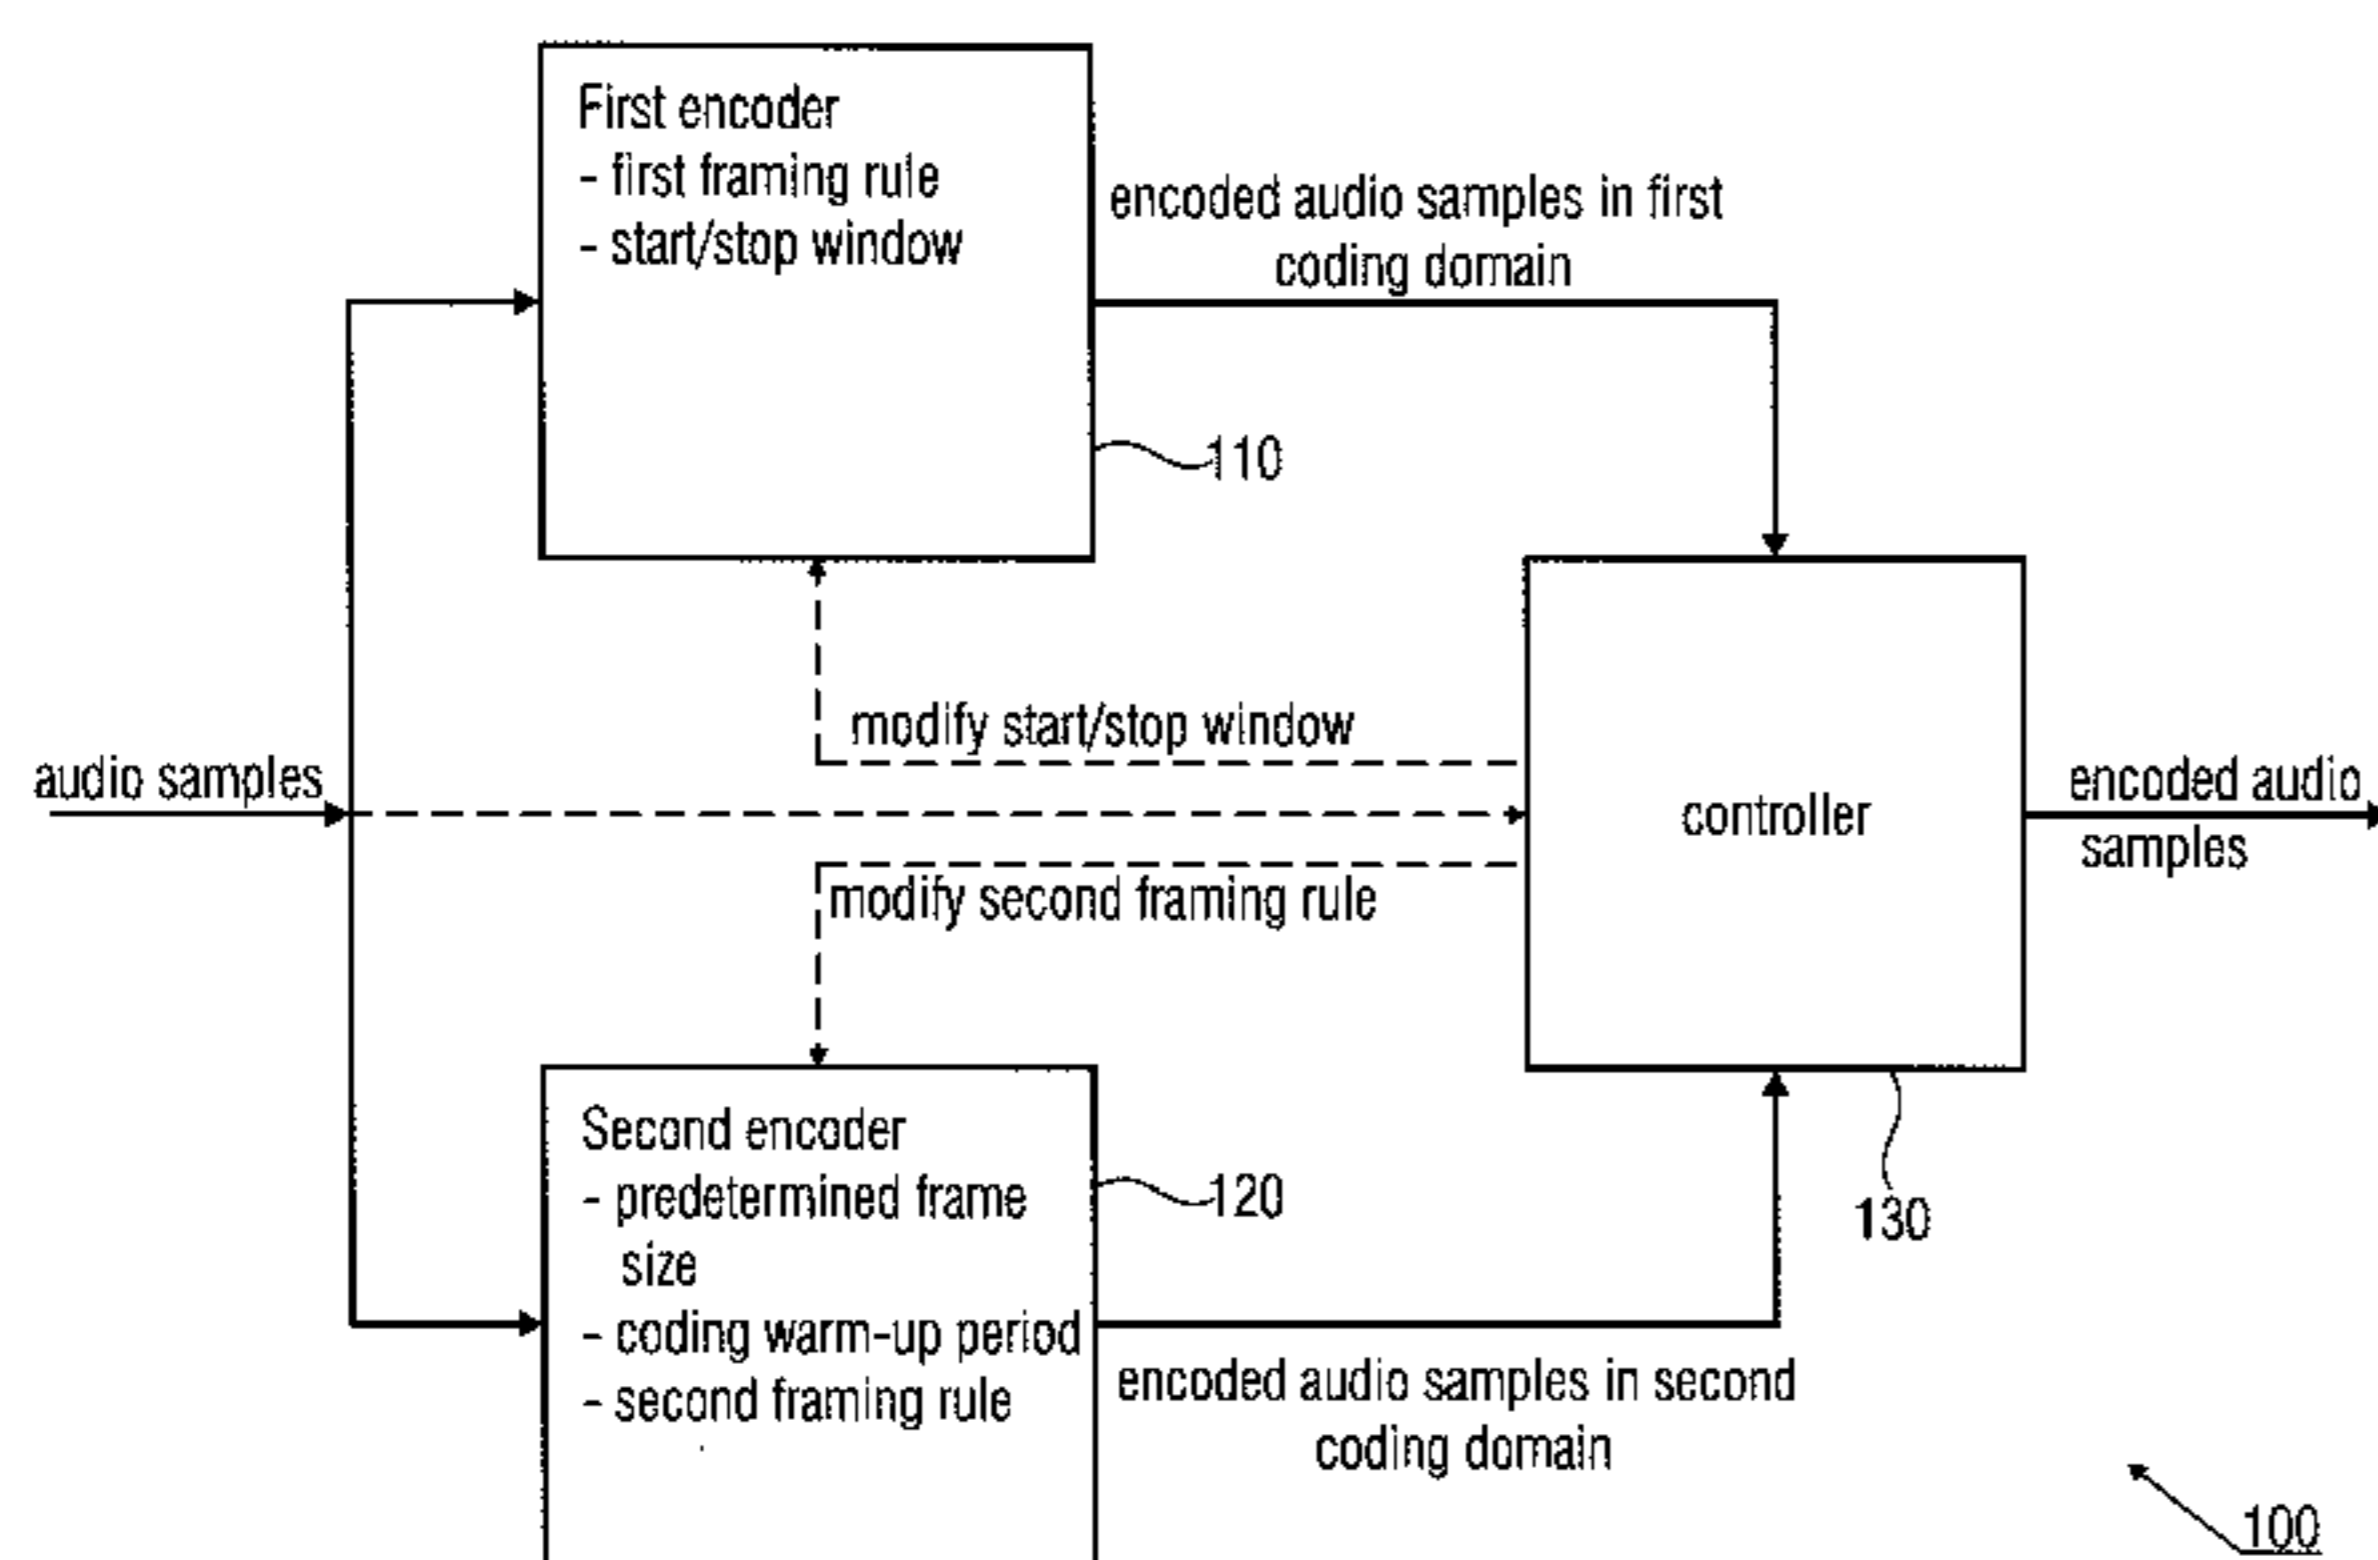 First encoder
- first framing rule
- start/stop window
encoded audio samples in first
coding domain
110
modify start/stop window
audio samples
controller
encoded audio
samples
modify second framing rule
Second encoder
- predetermined frame
size
- coding warm-up period
- second framing rule
120
130
encoded audio samples in second
coding domain
100